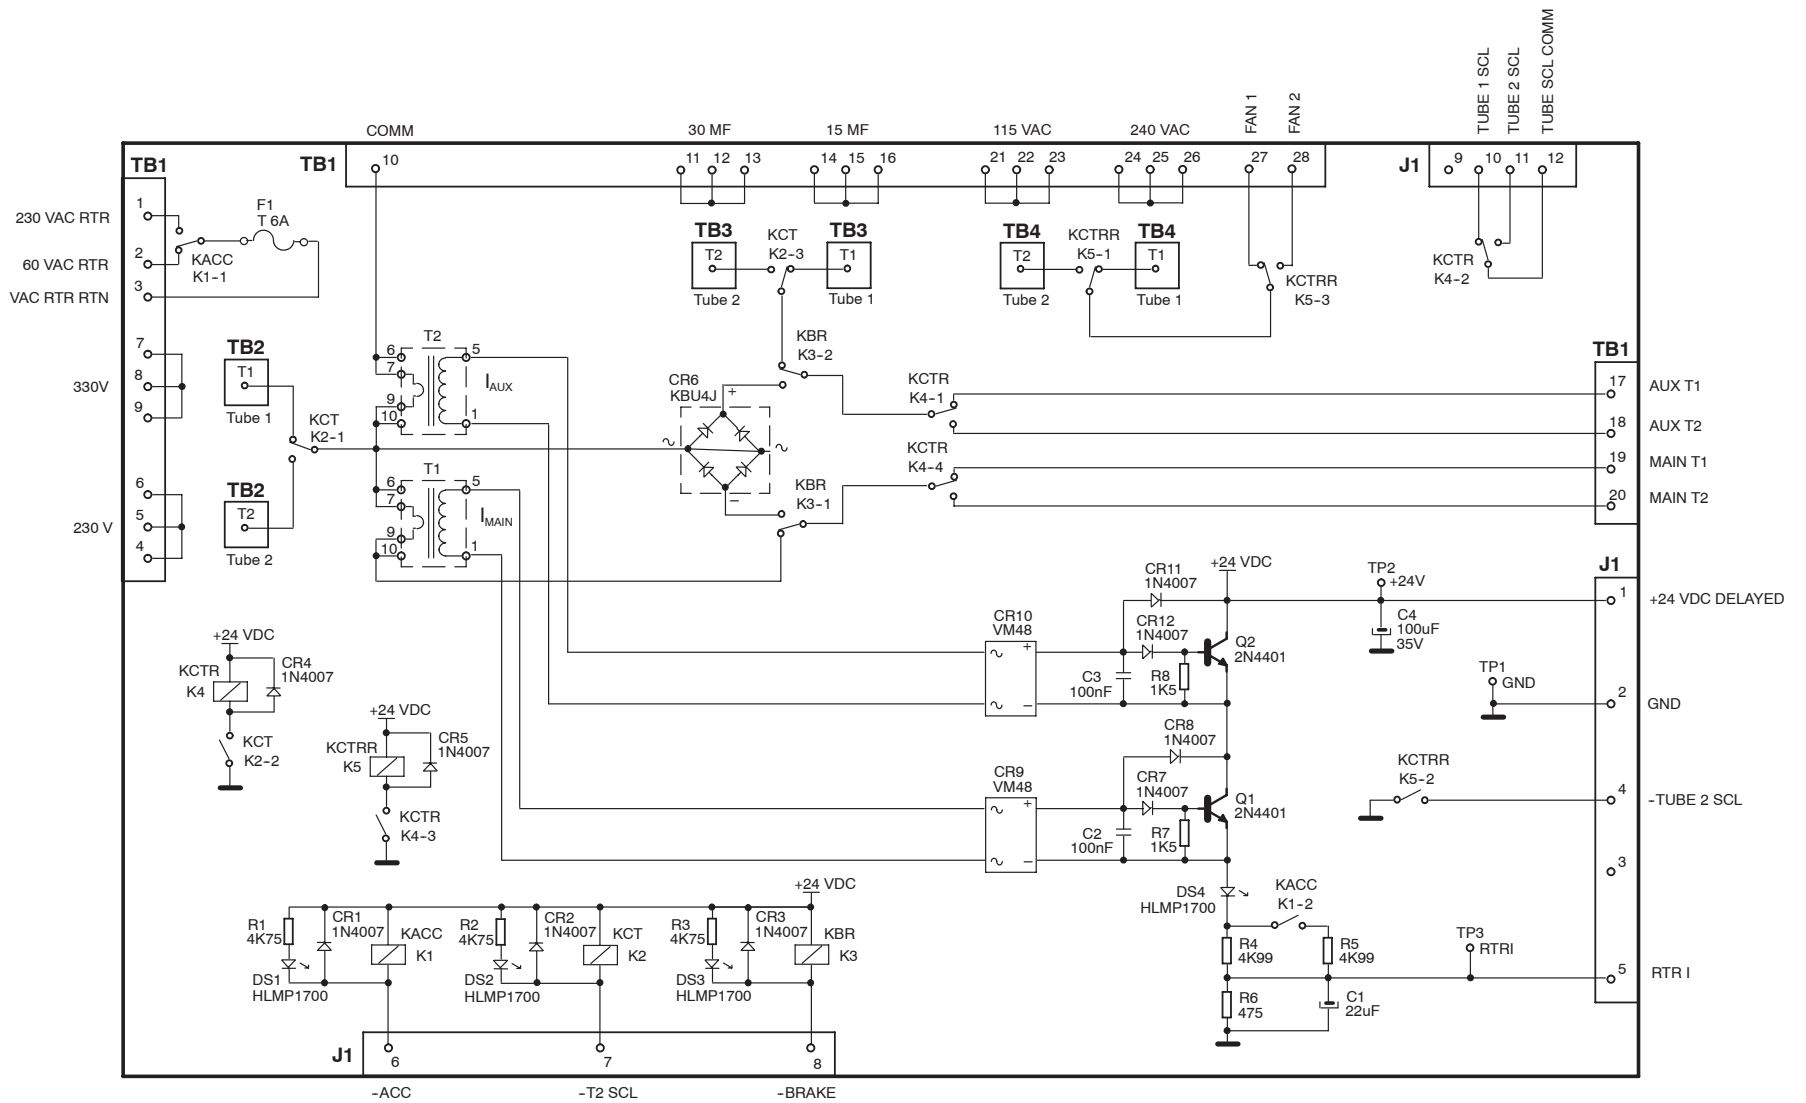 TUBE 1 SCL
TUBE 2 SCL
TUBE SCL COMM
FAN 1
FAN 2
COMM
30 MF
15 MF
115 VAC
240 VAC
TB1
TB1
10
11 12 13
14 15 16
21 22 23
24 25 26
27 28
J1
9 10 11 12
230 VAC RTR
1
60 VAC RTR
2
VAC RTR RTN
3
F1
T 6A
KACC
K1-1
TB3
T2
Tube 2
KCT
K2-3
TB3
T1
Tube 1
TB4
T2
Tube 2
KCTRR
K5-1
TB4
T1
Tube 1
KCTRR
K5-3
KCTR
K4-2
330V
7
8
9
230 V
6
5
4
TB2
T1
Tube 1
KCT
K2-1
TB2
T2
Tube 2
T2
6
7
9
10
5
1
IAUX
T1
6
7
9
10
5
1
IMAIN
CR6
KBU4J
+
-
KBR
K3-2
KBR
K3-1
KCTR
K4-1
KCTR
K4-4
TB1
17
AUX T1
18
AUX T2
19
MAIN T1
20
MAIN T2
+24 VDC
KCTR
K4
CR4
1N4007
KCT
K2-2
+24 VDC
KCTRR
K5
CR5
1N4007
KCTR
K4-3
CR10
VM48
+
-
CR11
1N4007
CR12
1N4007
C3
100nF
R8
1K5
+24 VDC
Q2
2N4401
CR9
VM48
+
-
CR8
1N4007
CR7
1N4007
C2
100nF
R7
1K5
Q1
2N4401
TP2
+24V
C4
100uF
35V
TP1
GND
KCTRR
K5-2
J1
1
+24 VDC DELAYED
2
GND
4
-TUBE 2 SCL
3
5
RTR I
DS4
HLMP1700
KACC
K1-2
R4
4K99
R5
4K99
R6
475
C1
22uF
TP3
RTRI
+24 VDC
R1
4K75
CR1
1N4007
KACC
K1
DS1
HLMP1700
R2
4K75
CR2
1N4007
KCT
K2
DS2
HLMP1700
R3
4K75
CR3
1N4007
KBR
K3
DS3
HLMP1700
J1
6
7
8
-ACC
-T2 SCL
-BRAKE